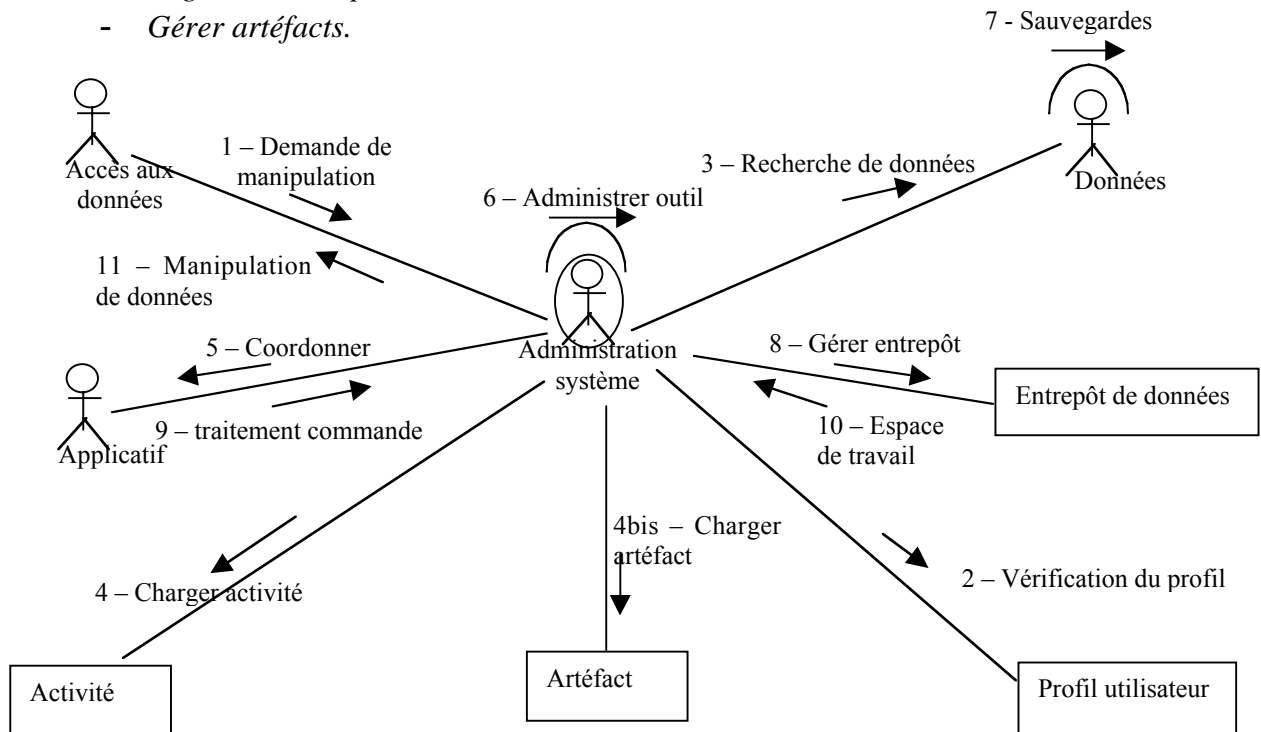 - Gérer artéfacts.
7 - Sauvegardes
1 – Demande de
manipulation
3 – Recherche de données
Accès aux
données
Données
6 – Administrer outil
11 – Manipulation
de données
5 – Coordonner
Administration
système
8 – Gérer entrepôt
Entrepôt de données
9 – traitement commande
10 – Espace
de travail
Applicatif
4bis – Charger
artéfact
4 – Charger activité
2 – Vérification du profil
Activité
Artéfact
Profil utilisateur